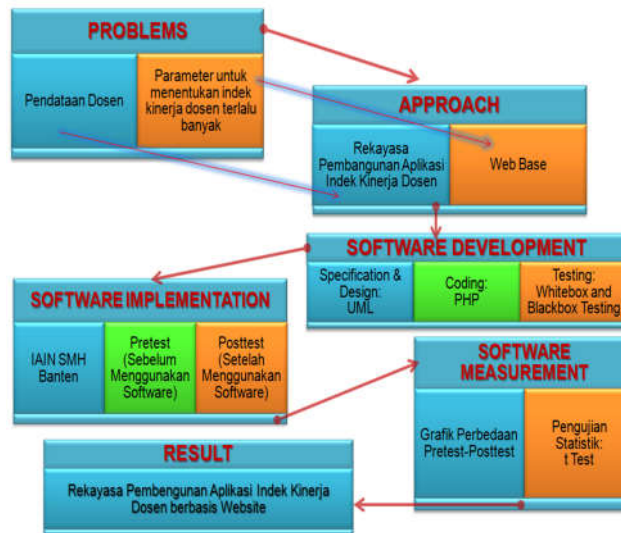 PROBLEMS
Pendataan Dosen
Parameter untuk
menentukan indek
kinerja dosen terlalu
banyak
APPROACH
Rekayasa
Pembangunan Aplikasi
Indek Kinerja Dosen
Web Base
SOFTWARE DEVELOPMENT
Specification &
Design:
UML
Coding:
PHP
Testing:
Whitebox and
Blackbox Testing
SOFTWARE IMPLEMENTATION
IAIN SMH
Banten
Pretest
(Sebelum
Menggunakan
Software)
Posttest
(Setelah
Menggunakan
Software)
SOFTWARE
MEASUREMENT
Grafik Perbedaan
Pretest-Posttest
Pengujian
Statistik:
t Test
RESULT
Rekayasa Pembengunan Aplikasi Indek Kinerja
Dosen berbasis Website